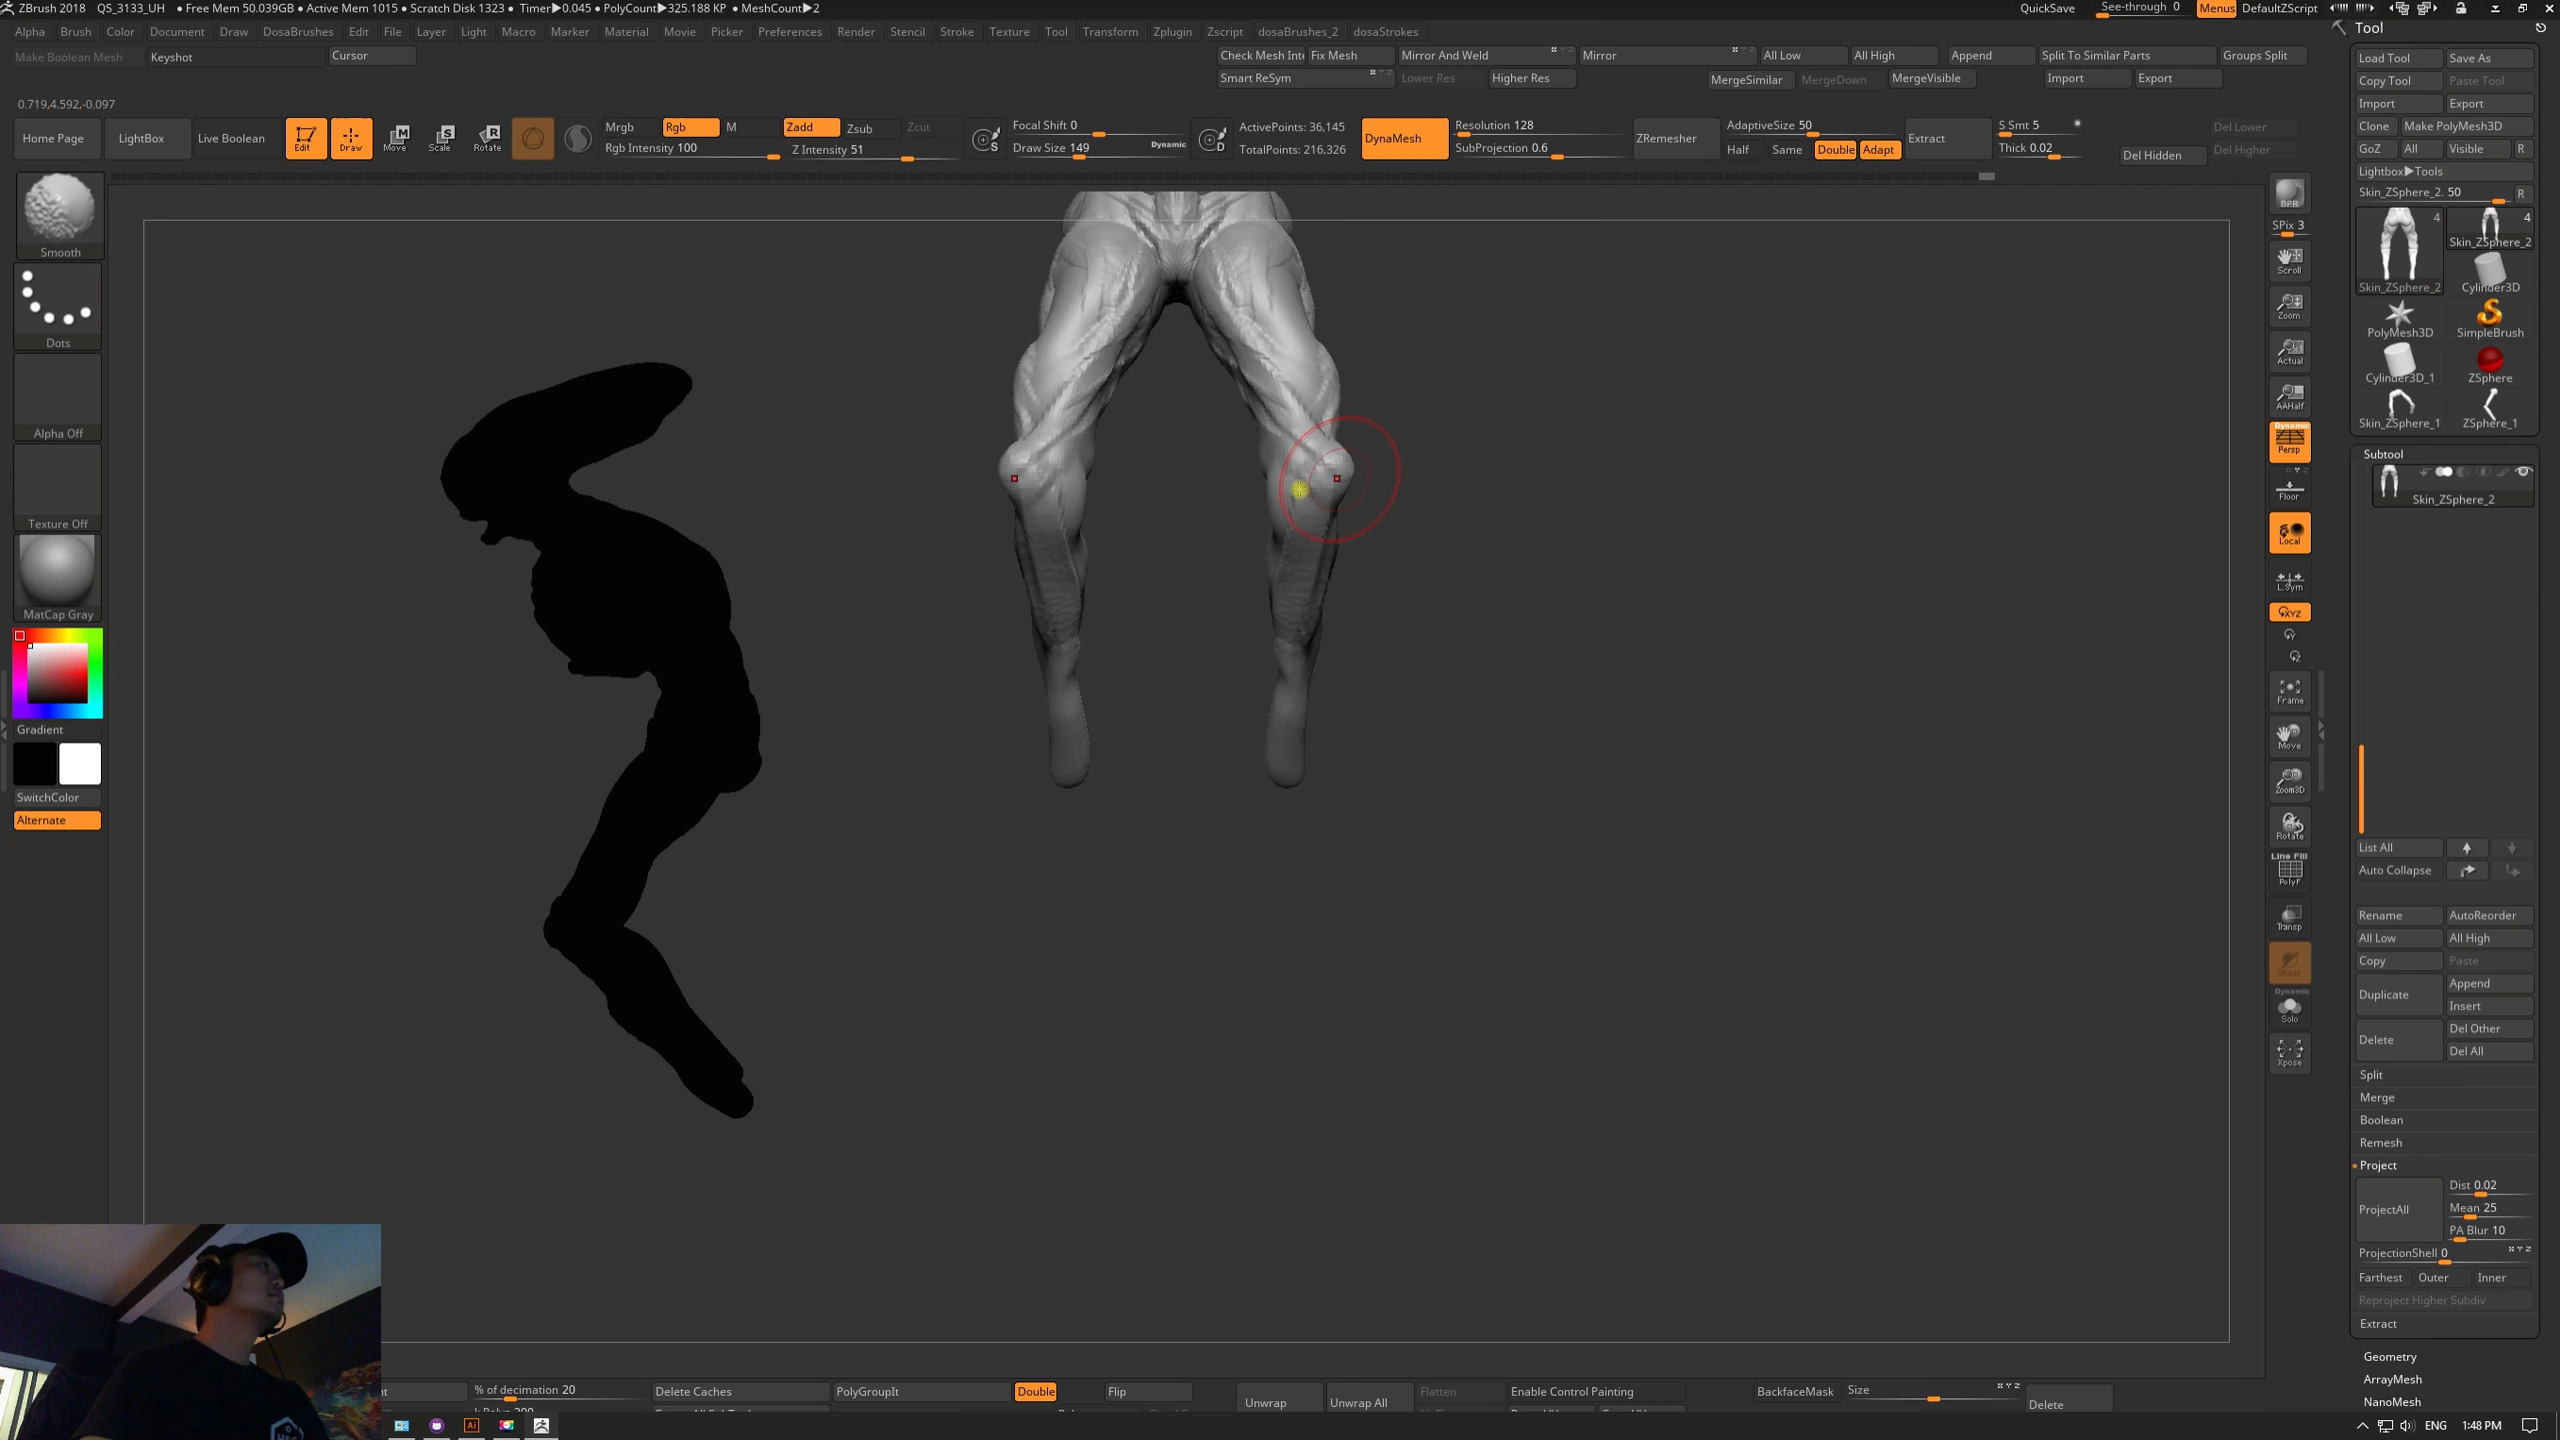 ZBrush 2018 QS_3133_UH ● Free Mem 50.039GB ● Active Mem 1015 ● Scratch Disk 1323 ● Timer▶0.045 ● PolyCount▶325.188 KP ● MeshCount▶2 QuickSave See-through 0 Menus DefaultZScript
Alpha Brush Color Document Draw DosaBrushes Edit File Layer Light Macro Marker Material Movie Picker Preferences Render Stencil Stroke Texture Tool Transform Zplugin Zscript dosaBrushes_2 dosaStrokes
Make Boolean Mesh Keyshot Cursor
Check Mesh Inte Fix Mesh Mirror And Weld Mirror All Low All High Append Split To Similar Parts Groups Split
Smart ReSym Lower Res Higher Res MergeSimilar MergeDown MergeVisible Import Export
0.719,4.592,-0.097
Home Page LightBox Live Boolean Edit Draw Move Scale Rotate
Mrgb Rgb M Zadd Zsub Zcut
Rgb Intensity 100 Z Intensity 51
Focal Shift 0
Draw Size 149 Dynamic
ActivePoints: 36,145
TotalPoints: 216,326
DynaMesh
Resolution 128
SubProjection 0.6
ZRemesher
AdaptiveSize 50
Half Same Double Adapt
Extract
S Smt 5
Thick 0.02
Del Hidden
Del Lower
Del Higher
Smooth
Dots
Alpha Off
Texture Off
MatCap Gray
Gradient
SwitchColor
Alternate
BPR
SPix 3
Scroll
Zoom
Actual
AAHalf
Dynamic
Persp
Floor
Local
L.Sym
XYZ
Frame
Move
Zoom3D
Rotate
Line Fill
PolyF
Transp
Ghost
Dynamic
Solo
Xpose
Tool
Load Tool Save As
Copy Tool Paste Tool
Import Export
Clone Make PolyMesh3D
GoZ All Visible R
Lightbox▶Tools
Skin_ZSphere_2. 50 R
4 4
Skin_ZSphere_2
Skin_ZSphere_2 Cylinder3D
PolyMesh3D SimpleBrush
Cylinder3D_1 ZSphere
Skin_ZSphere_1 ZSphere_1
Subtool
Skin_ZSphere_2
List All
Auto Collapse
Rename AutoReorder
All Low All High
Copy Paste
Duplicate Append
Insert
Delete Del Other
Del All
Split
Merge
Boolean
Remesh
Project
ProjectAll
Dist 0.02
Mean 25
PA Blur 10
ProjectionShell 0
Farthest Outer Inner
Reproject Higher Subdiv
Extract
Geometry
ArrayMesh
NanoMesh
% of decimation 20 Delete Caches PolyGroupIt Double Flip Unwrap Unwrap All Flatten Enable Control Painting BackfaceMask Size Delete
Ai
ENG 1:48 PM